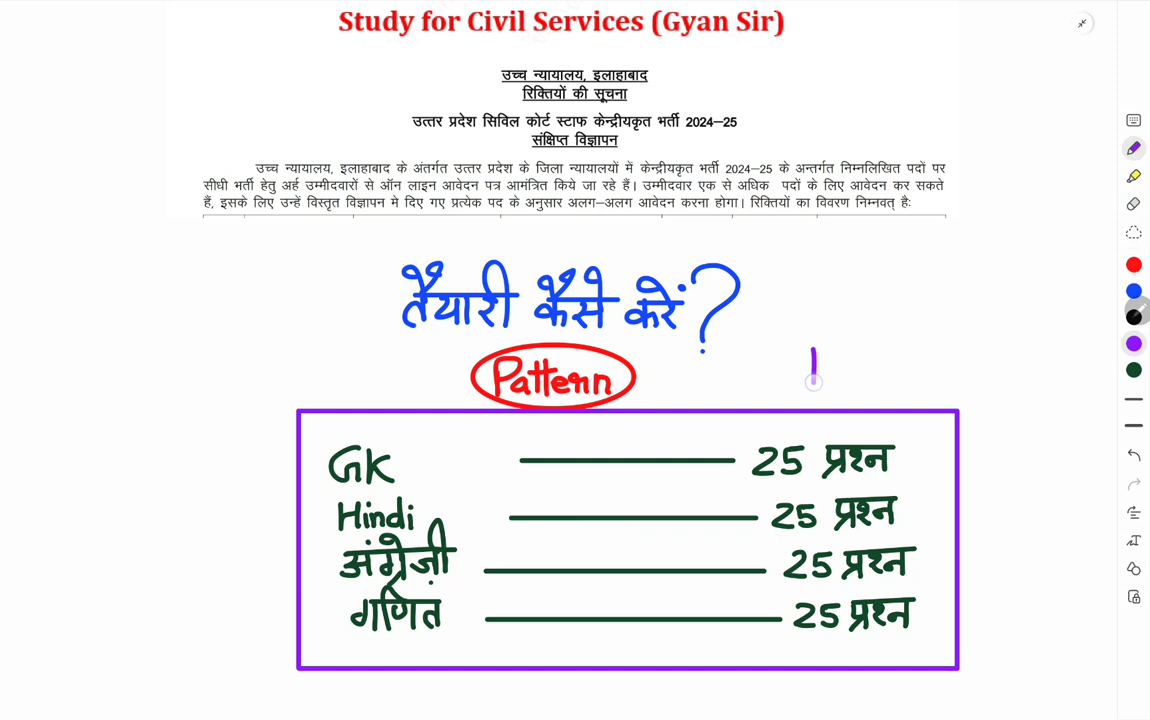 Study for Civil Services (Gyan Sir)
उच्च न्यायालय, इलाहाबाद
रिक्तियों की सूचना
उत्तर प्रदेश सिविल कोर्ट स्टाफ केन्द्रीयकृत भर्ती 2024–25
संक्षिप्त विज्ञापन
उच्च न्यायालय, इलाहाबाद के अंतर्गत उत्तर प्रदेश के जिला न्यायालयों में केन्द्रीयकृत भर्ती 2024–25 के अन्तर्गत निम्नलिखित पदों पर
सीधी भर्ती हेतु अर्ह उम्मीदवारों से ऑन लाइन आवेदन पत्र आमंत्रित किये जा रहे हैं। उम्मीदवार एक से अधिक पदों के लिए आवेदन कर सकते
हैं, इसके लिए उन्हें विस्तृत विज्ञापन मे दिए गए प्रत्येक पद के अनुसार अलग–अलग आवेदन करना होगा। रिक्तियों का विवरण निम्नवत् है:
तैयारी कैसे करें?
Pattern
GK 25 प्रश्न
Hindi 25 प्रश्न
अंग्रेज़ी 25 प्रश्न
गणित 25 प्रश्न